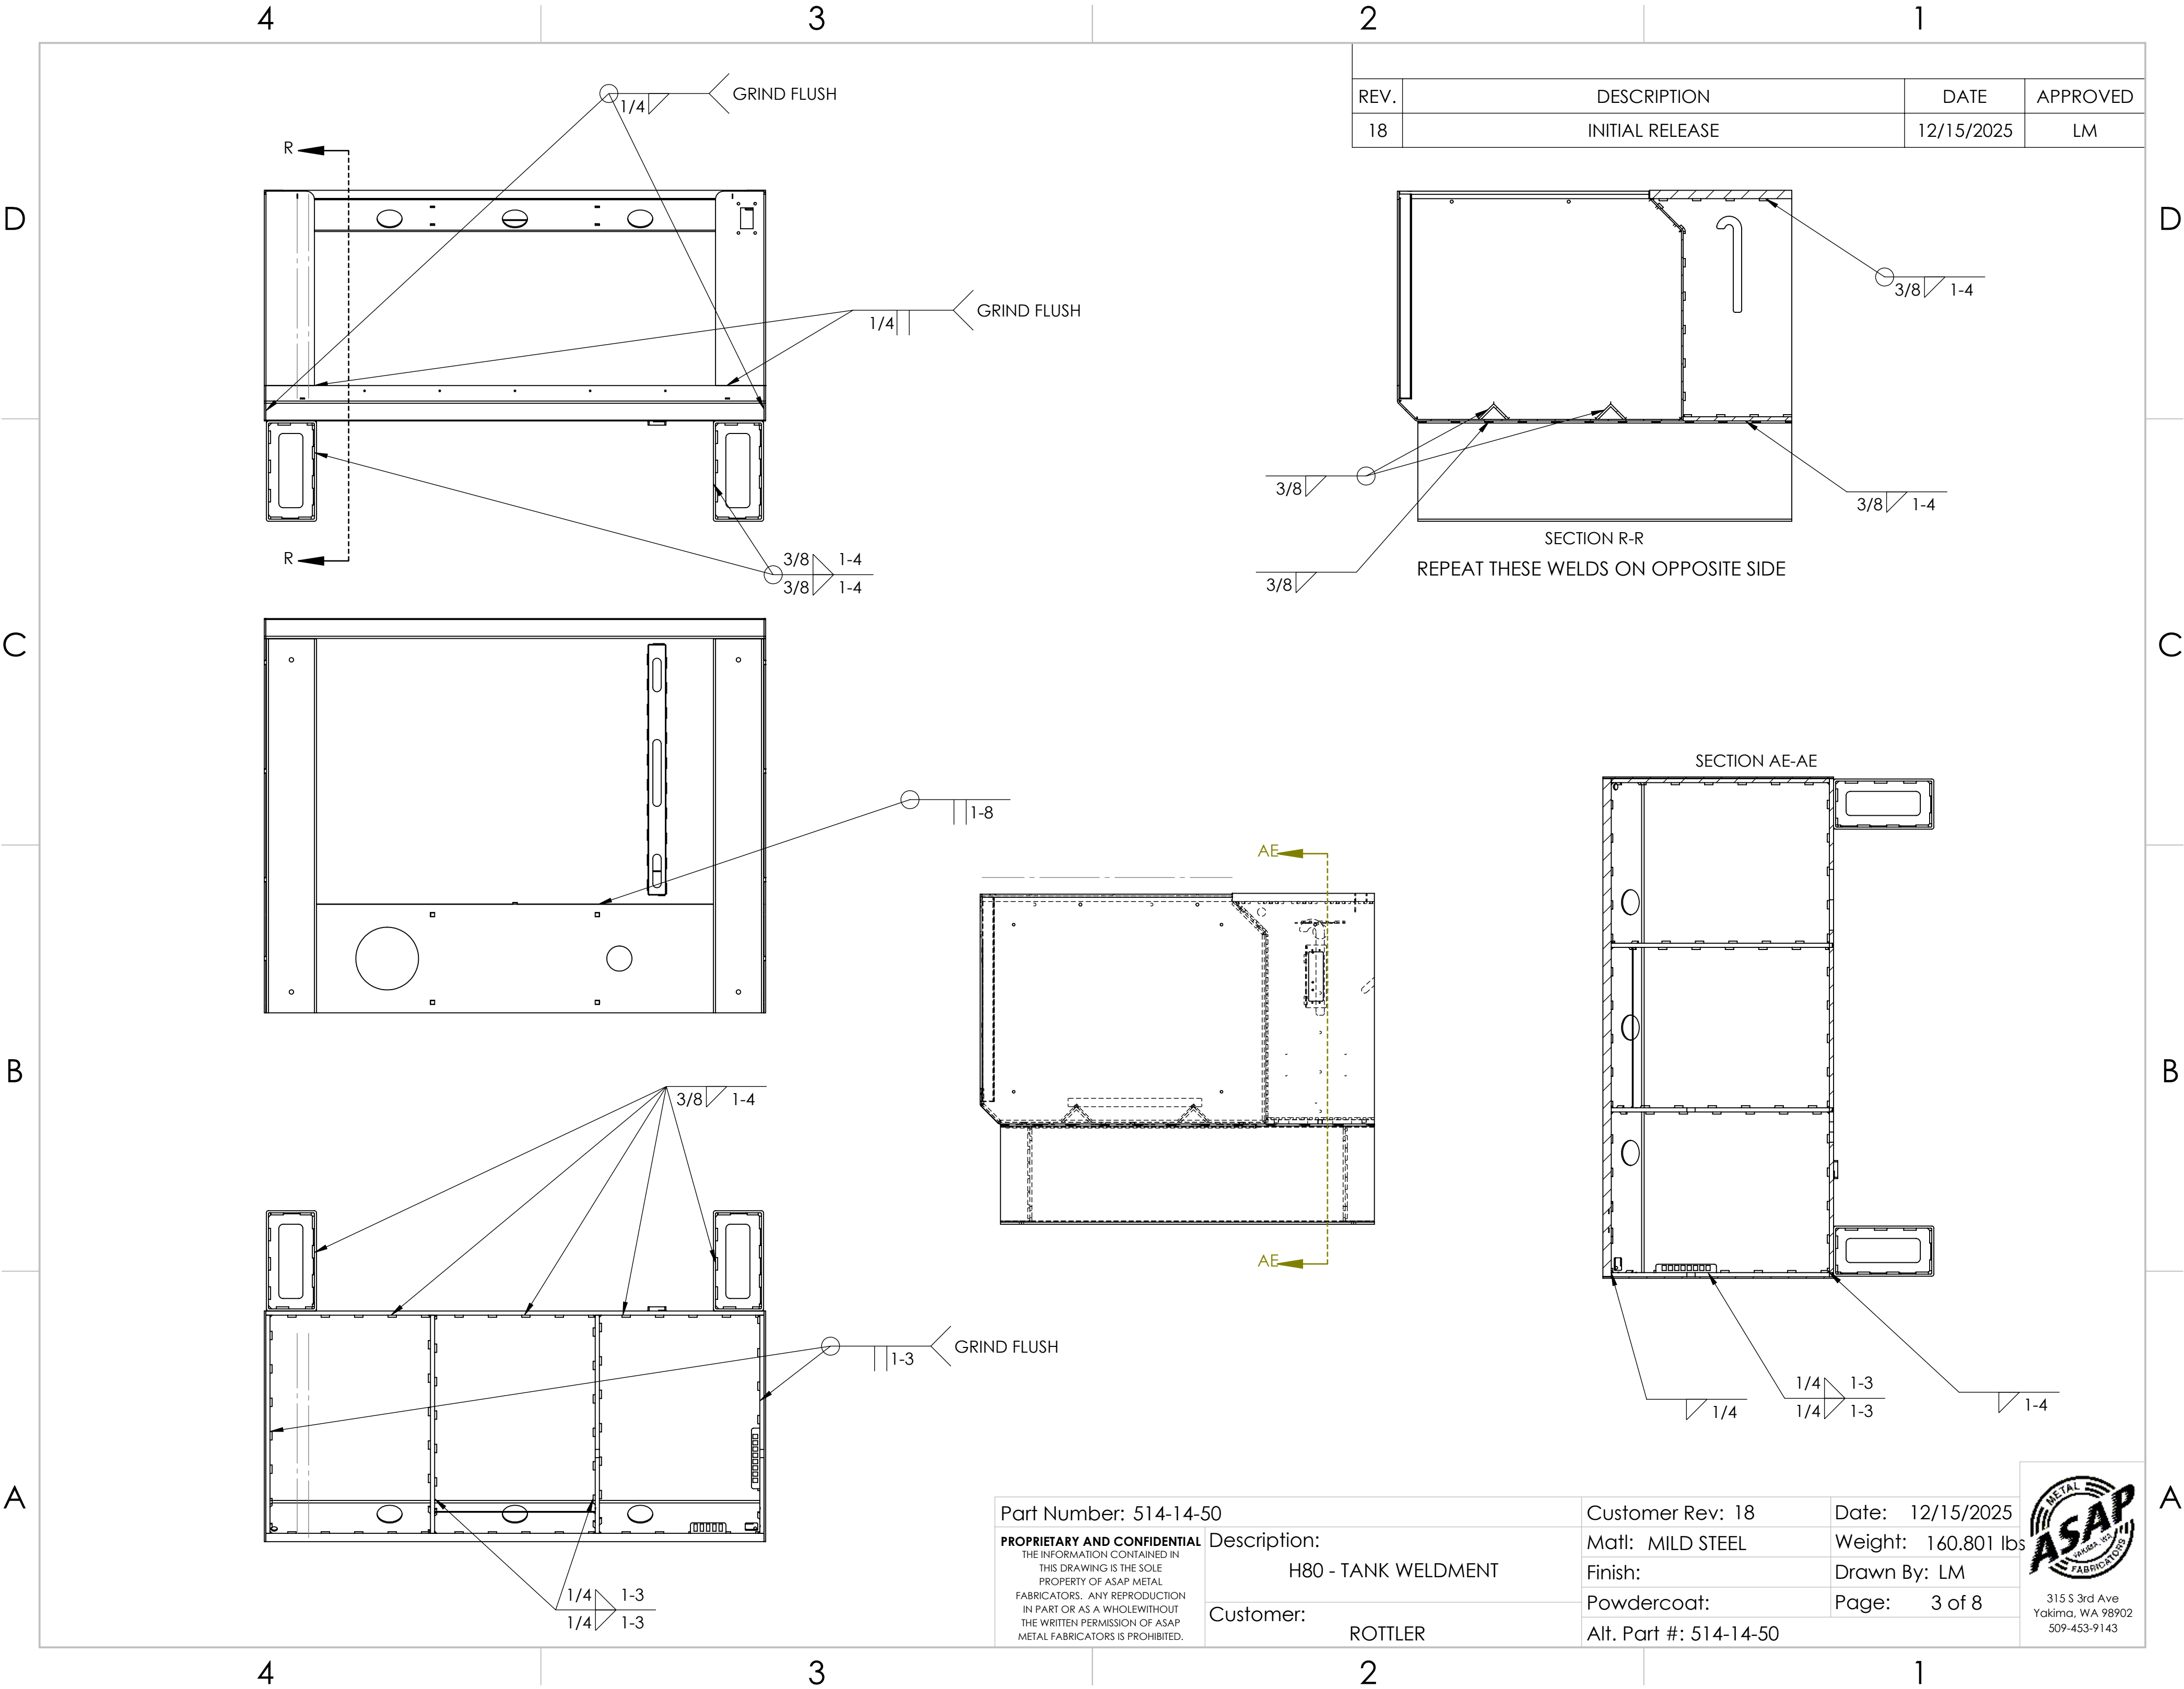 4 3 2 1
REV. DESCRIPTION DATE APPROVED
18 INITIAL RELEASE 12/15/2025 LM
1/4 GRIND FLUSH
R
D D
1/4 GRIND FLUSH
3/8 1-4
3/8
3/8 1-4
R
3/8 1-4
3/8 1-4
SECTION R-R
REPEAT THESE WELDS ON OPPOSITE SIDE
3/8
C C
SECTION AE-AE
1-8
AE
B B
3/8 1-4
AE
1-3 GRIND FLUSH
1/4
1/4 1-3
1/4 1-3
1-4
A A
1/4 1-3
1/4 1-3
Part Number: 514-14-50
PROPRIETARY AND CONFIDENTIAL
THE INFORMATION CONTAINED IN
THIS DRAWING IS THE SOLE
PROPERTY OF ASAP METAL
FABRICATORS. ANY REPRODUCTION
IN PART OR AS A WHOLEWITHOUT
THE WRITTEN PERMISSION OF ASAP
METAL FABRICATORS IS PROHIBITED.
Description:
H80 - TANK WELDMENT
Customer:
ROTTLER
Customer Rev: 18
Matl: MILD STEEL
Finish:
Powdercoat:
Alt. Part #: 514-14-50
Date: 12/15/2025
Weight: 160.801 lbs
Drawn By: LM
Page: 3 of 8
METAL
ASAP
YAKIMA, WA
FABRICATORS
315 S 3rd Ave
Yakima, WA 98902
509-453-9143
4 3 2 1